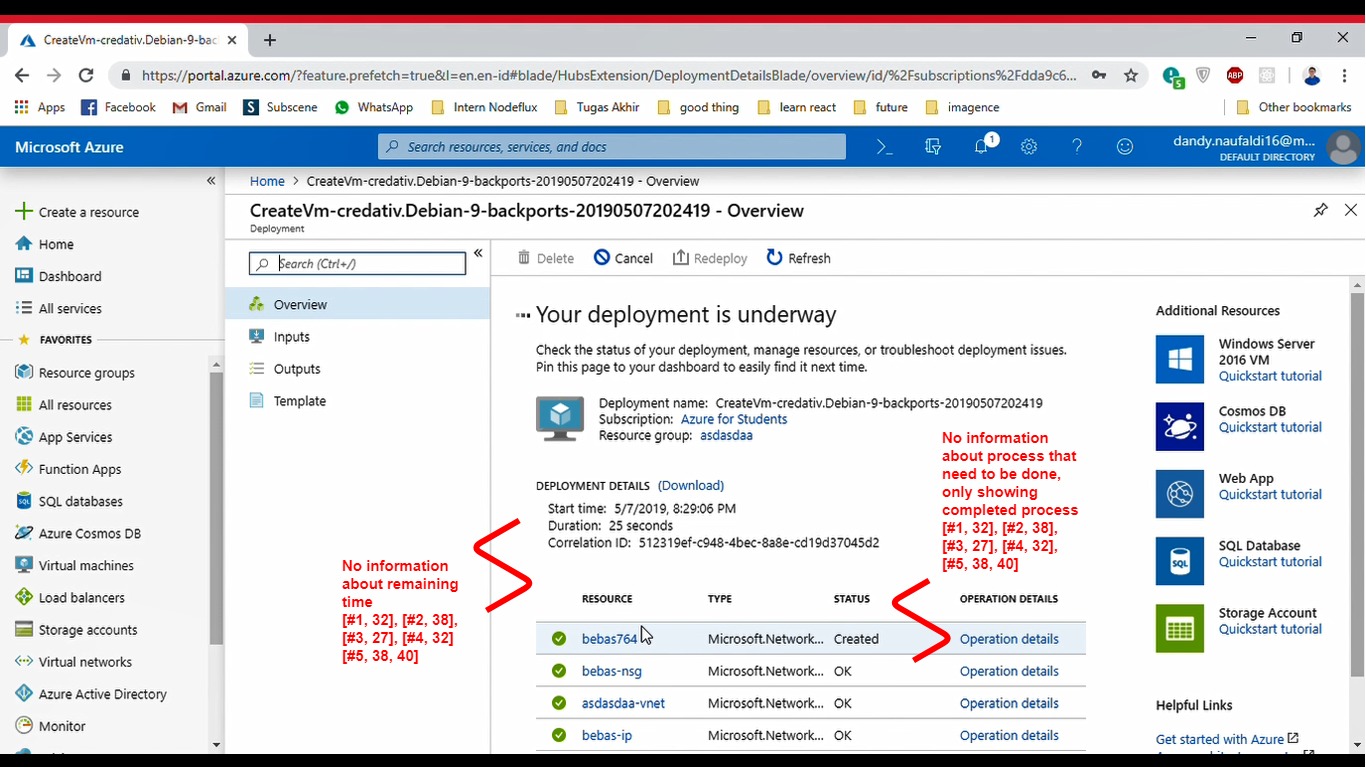 CreateVm-credativ.Debian-9-bac
https://portal.azure.com/?feature.prefetch=true&l=en.en-id#blade/HubsExtension/DeploymentDetailsBlade/overview/id/%2Fsubscriptions%2Fdda9c6...
5
ABP
Apps
Facebook
Gmail
Subscene
WhatsApp
Intern Nodeflux
Tugas Akhir
good thing
learn react
future
imagence
Other bookmarks
Microsoft Azure
Search resources, services, and docs
1
dandy.naufaldi16@m...
DEFAULT DIRECTORY
Home > CreateVm-credativ.Debian-9-backports-20190507202419 - Overview
CreateVm-credativ.Debian-9-backports-20190507202419 - Overview
Deployment
Create a resource
Home
Dashboard
All services
FAVORITES
Resource groups
All resources
App Services
Function Apps
SQL databases
Azure Cosmos DB
Virtual machines
Load balancers
Storage accounts
Virtual networks
Azure Active Directory
Monitor
Search (Ctrl+/)
Overview
Inputs
Outputs
Template
Delete
Cancel
Redeploy
Refresh
Your deployment is underway
Check the status of your deployment, manage resources, or troubleshoot deployment issues.
Pin this page to your dashboard to easily find it next time.
Deployment name: CreateVm-credativ.Debian-9-backports-20190507202419
Subscription: Azure for Students
Resource group: asdasdaa
DEPLOYMENT DETAILS (Download)
Start time: 5/7/2019, 8:29:06 PM
Duration: 25 seconds
Correlation ID: 512319ef-c948-4bec-8a8e-cd19d37045d2
No information
about remaining
time
[#1, 32], [#2, 38],
[#3, 27], [#4, 32]
[#5, 38, 40]
No information
about process that
need to be done,
only showing
completed process
[#1, 32], [#2, 38],
[#3, 27], [#4, 32],
[#5, 38, 40]
RESOURCE TYPE STATUS OPERATION DETAILS
bebas764 Microsoft.Network... Created Operation details
bebas-nsg Microsoft.Network... OK Operation details
asdasdaa-vnet Microsoft.Network... OK Operation details
bebas-ip Microsoft.Network... OK Operation details
Additional Resources
Windows Server
2016 VM
Quickstart tutorial
Cosmos DB
Quickstart tutorial
Web App
Quickstart tutorial
SQL Database
Quickstart tutorial
Storage Account
Quickstart tutorial
Helpful Links
Get started with Azure